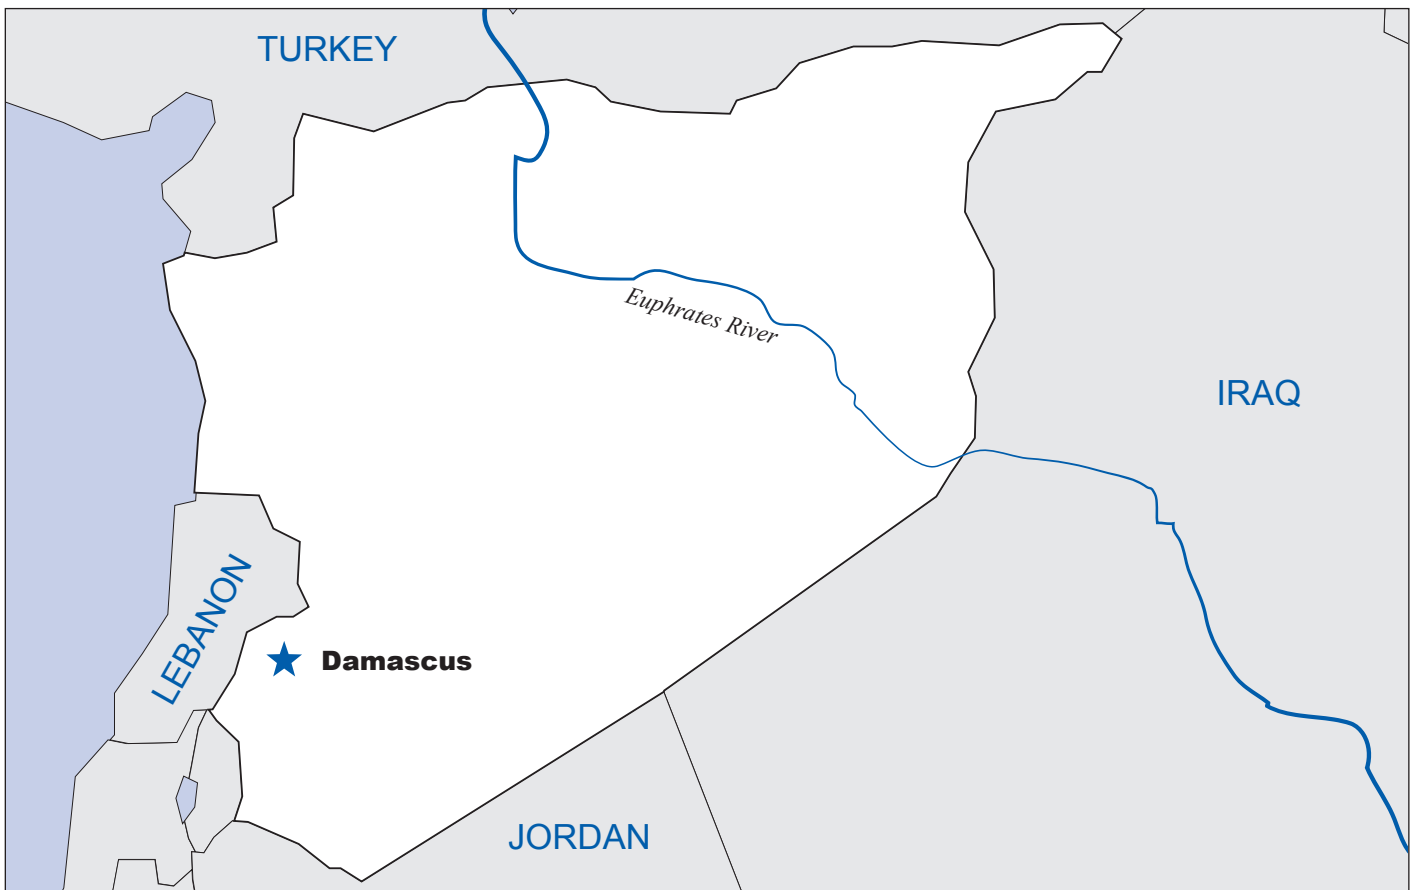 TURKEY
Euphrates River
IRAQ
LEBANON
Damascus
JORDAN